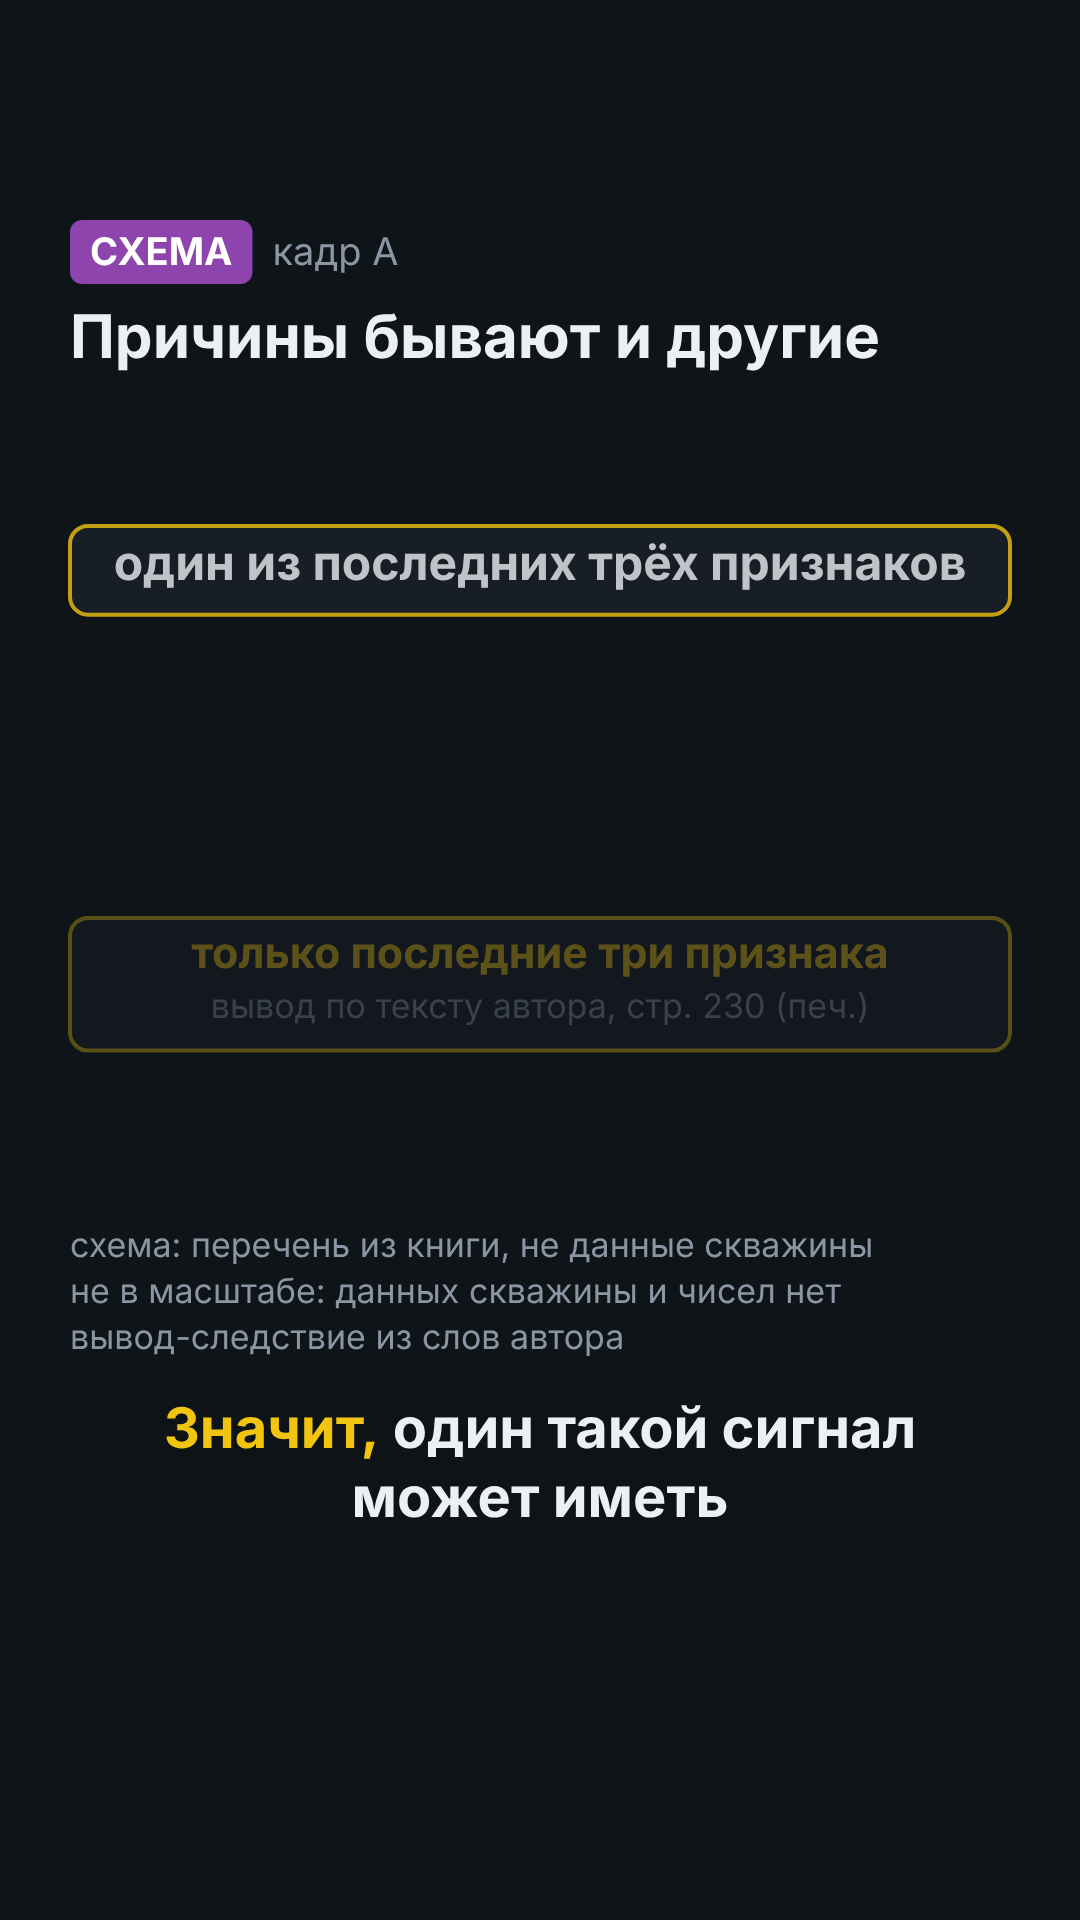 СХЕМА кадр А
Причины бывают и другие
один из последних трёх признаков
только последние три признака
вывод по тексту автора, стр. 230 (печ.)
схема: перечень из книги, не данные скважины
не в масштабе: данных скважины и чисел нет
вывод-следствие из слов автора
Значит, один такой сигнал
может иметь